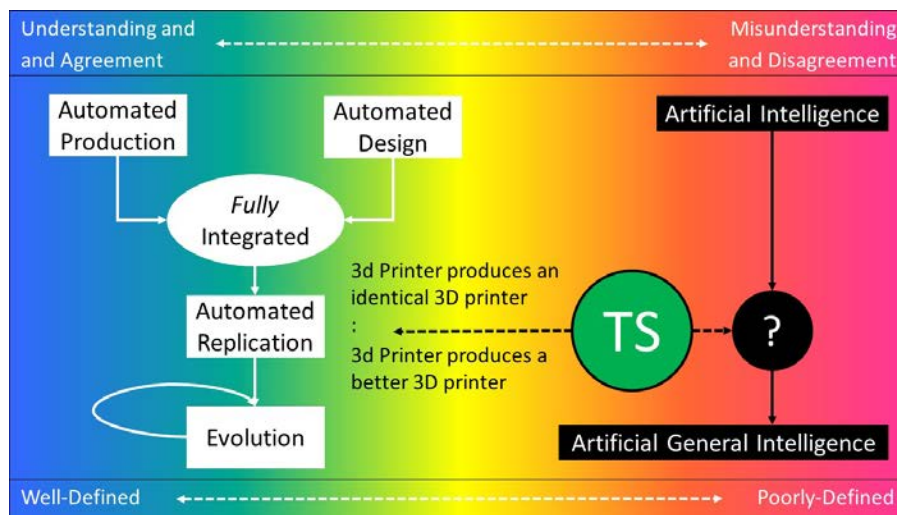 Understanding and
and Agreement
Misunderstanding
and Disagreement
Automated
Production
Automated
Design
Artificial Intelligence
Fully
Integrated
3d Printer produces an
identical 3D printer
:
3d Printer produces a
better 3D printer
TS
?
Automated
Replication
Evolution
Artificial General Intelligence
Well-Defined
Poorly-Defined